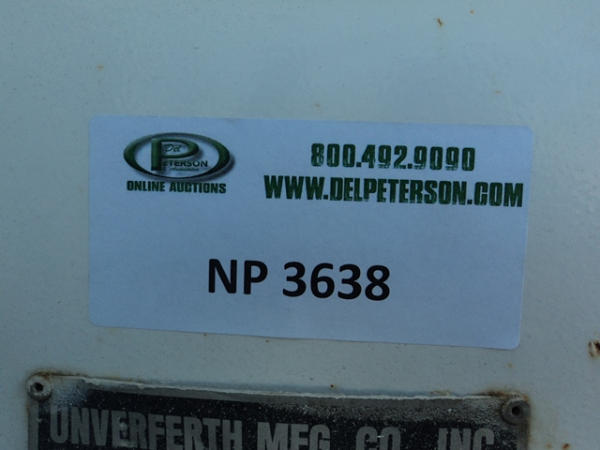 Del
PETERSON
ONLINE AUCTIONS
800.492.9090
WWW.DELPETERSON.COM
NP 3638
UNVERFERTH MFG. CO., INC.